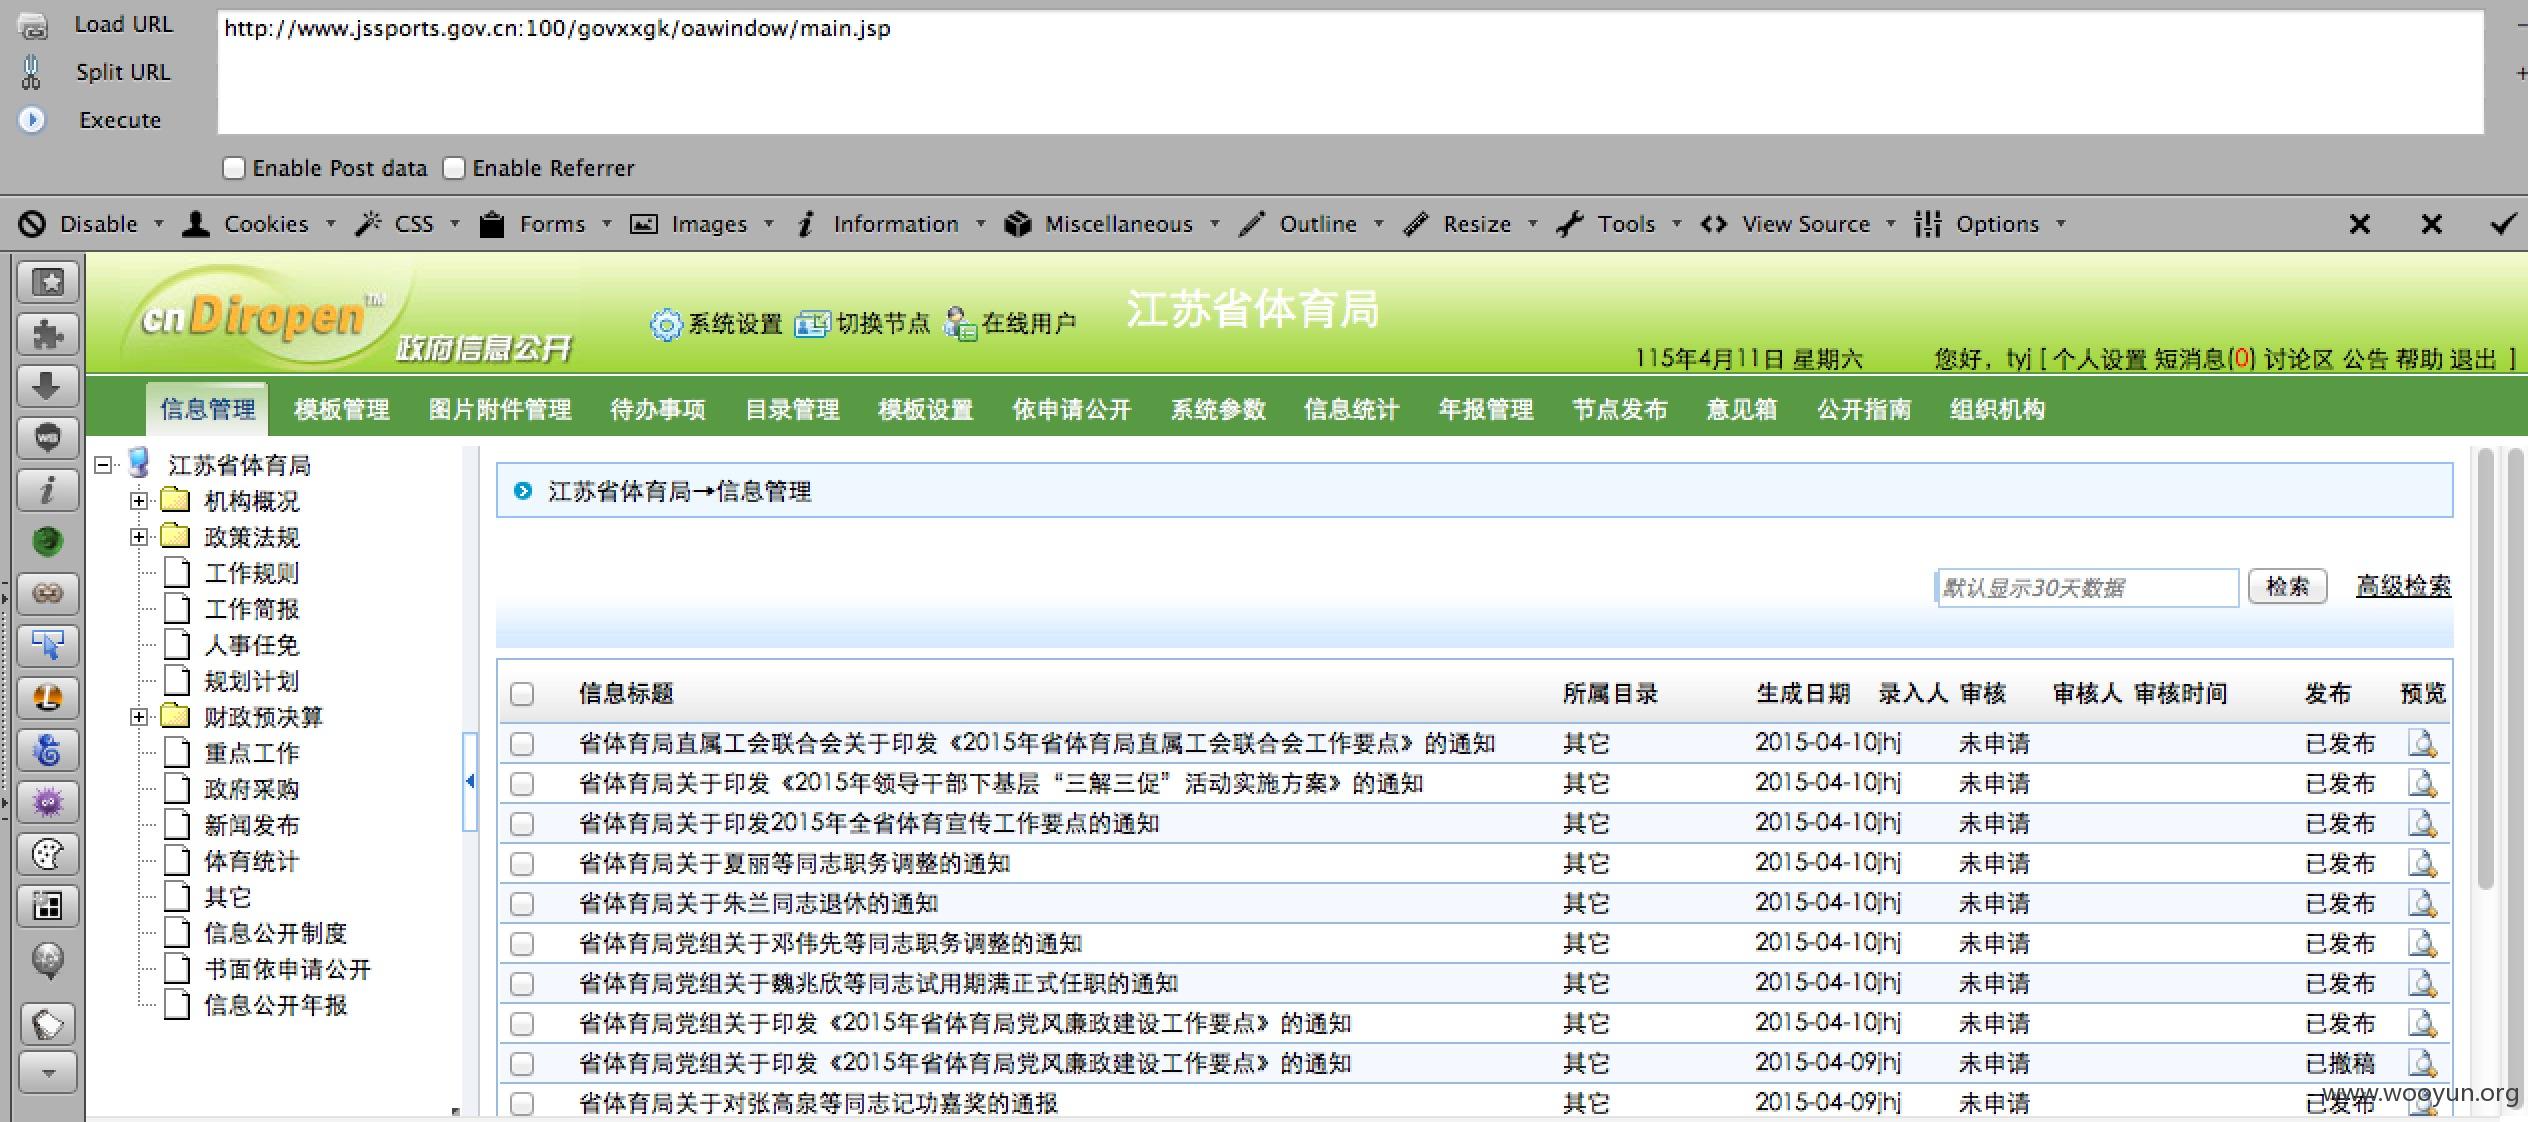 Load URL
http://www.jssports.gov.cn:100/govxxgk/oawindow/main.jsp
Split URL
Execute
Enable Post data Enable Referrer
Disable Cookies CSS Forms Images Information Miscellaneous Outline Resize Tools View Source Options
cnDiropen™
政府信息公开
系统设置 切换节点 在线用户
江苏省体育局
115年4月11日 星期六 您好，tyj [ 个人设置 短消息(0) 讨论区 公告 帮助 退出 ]
信息管理 模板管理 图片附件管理 待办事项 目录管理 模板设置 依申请公开 系统参数 信息统计 年报管理 节点发布 意见箱 公开指南 组织机构
江苏省体育局
机构概况
政策法规
工作规则
工作简报
人事任免
规划计划
财政预决算
重点工作
政府采购
新闻发布
体育统计
其它
信息公开制度
书面依申请公开
信息公开年报
江苏省体育局→信息管理
默认显示30天数据 检索 高级检索
信息标题 所属目录 生成日期 录入人 审核 审核人 审核时间 发布 预览
省体育局直属工会联合会关于印发《2015年省体育局直属工会联合会工作要点》的通知 其它 2015-04-10jhj 未申请 已发布
省体育局关于印发《2015年领导干部下基层“三解三促”活动实施方案》的通知 其它 2015-04-10jhj 未申请 已发布
省体育局关于印发2015年全省体育宣传工作要点的通知 其它 2015-04-10jhj 未申请 已发布
省体育局关于夏丽等同志职务调整的通知 其它 2015-04-10jhj 未申请 已发布
省体育局关于朱兰同志退休的通知 其它 2015-04-10jhj 未申请 已发布
省体育局党组关于邓伟先等同志职务调整的通知 其它 2015-04-10jhj 未申请 已发布
省体育局党组关于魏兆欣等同志试用期满正式任职的通知 其它 2015-04-10jhj 未申请 已发布
省体育局党组关于印发《2015年省体育局党风廉政建设工作要点》的通知 其它 2015-04-10jhj 未申请 已发布
省体育局党组关于印发《2015年省体育局党风廉政建设工作要点》的通知 其它 2015-04-09jhj 未申请 已撤稿
省体育局关于对张高泉等同志记功嘉奖的通报 其它 2015-04-09jhj 未申请 已发布
www.wooyun.org